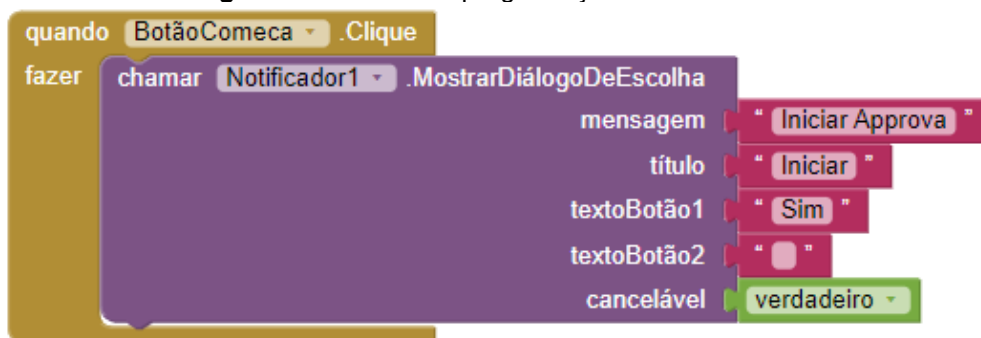 quando BotãoComeca .Clique
fazer chamar Notificador1 .MostrarDiálogoDeEscolha
mensagem " Iniciar Approva "
título " Iniciar "
textoBotão1 " Sim "
textoBotão2 " "
cancelável verdadeiro